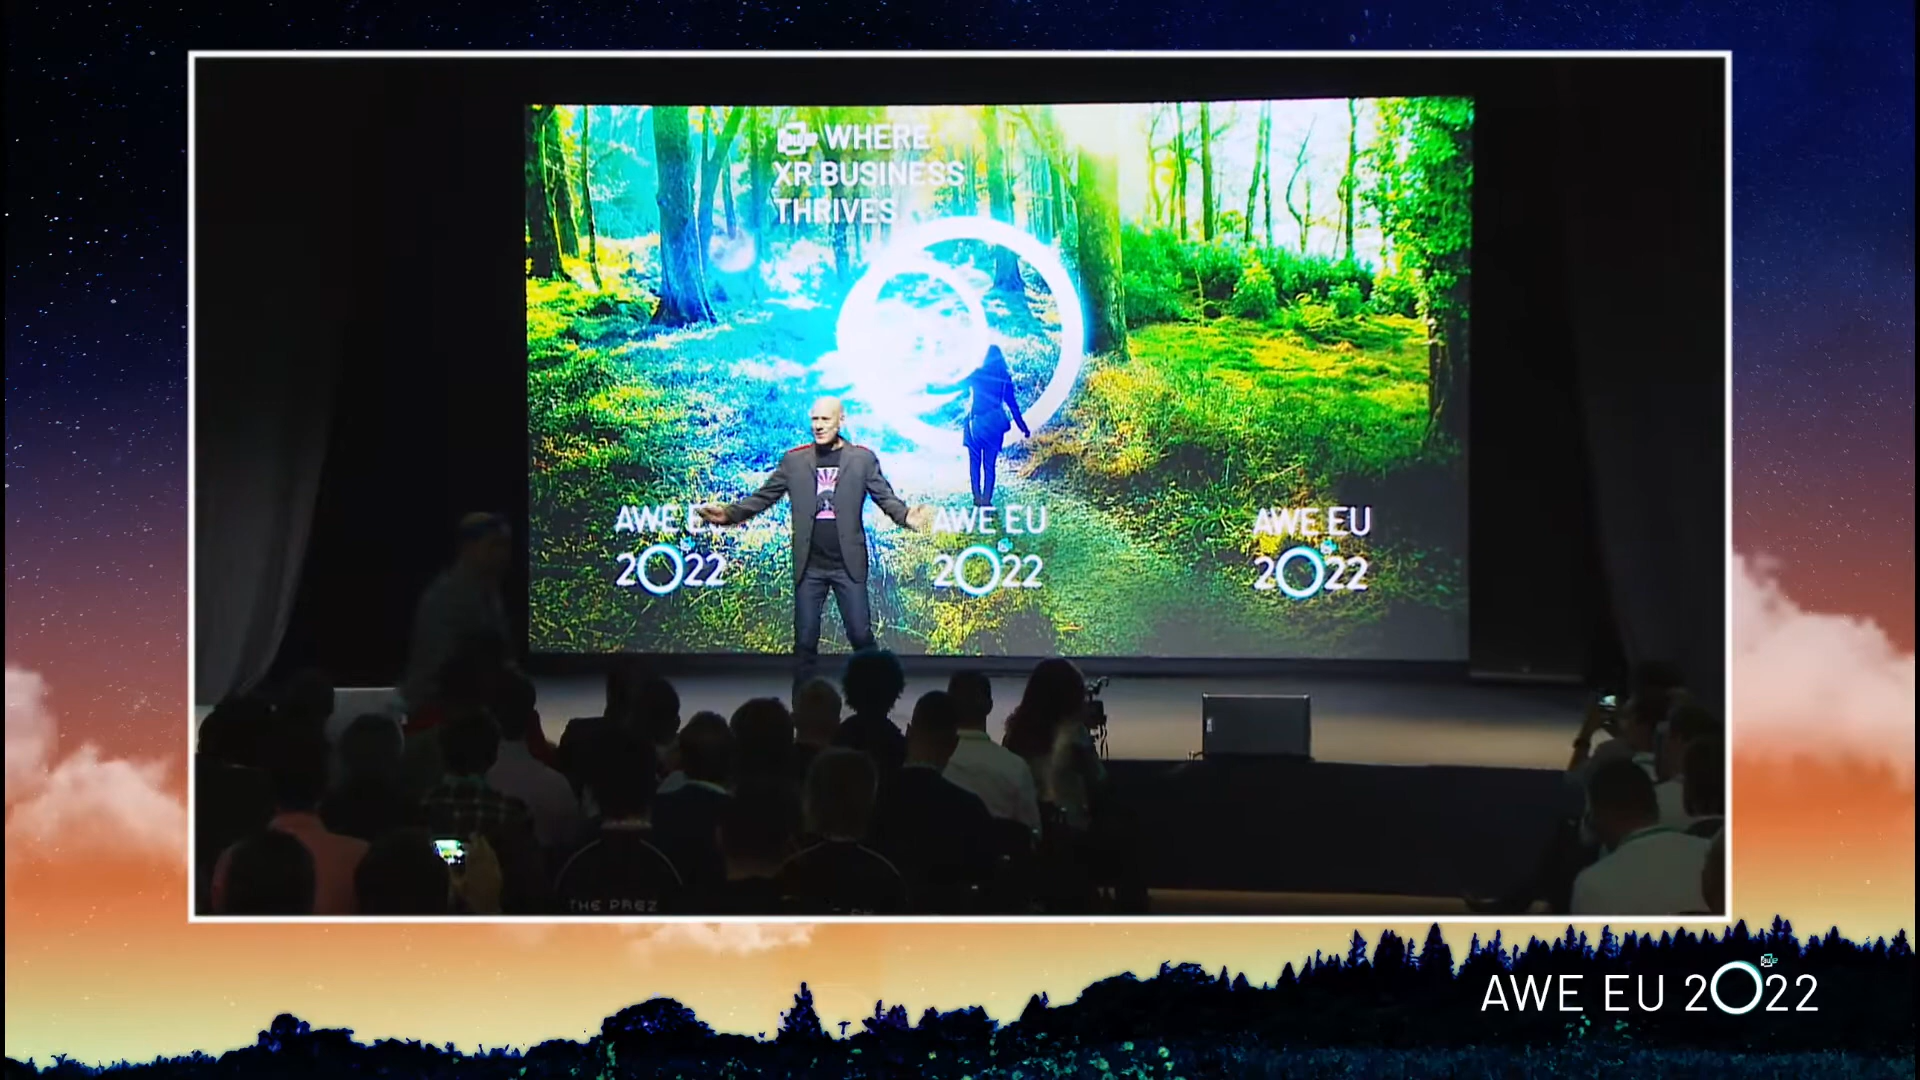 WHERE
XR BUSINESS
THRIVES
AWE EU
2022
AWE EU
2022
AWE EU
2022
THE PREZ
AWE EU 2022